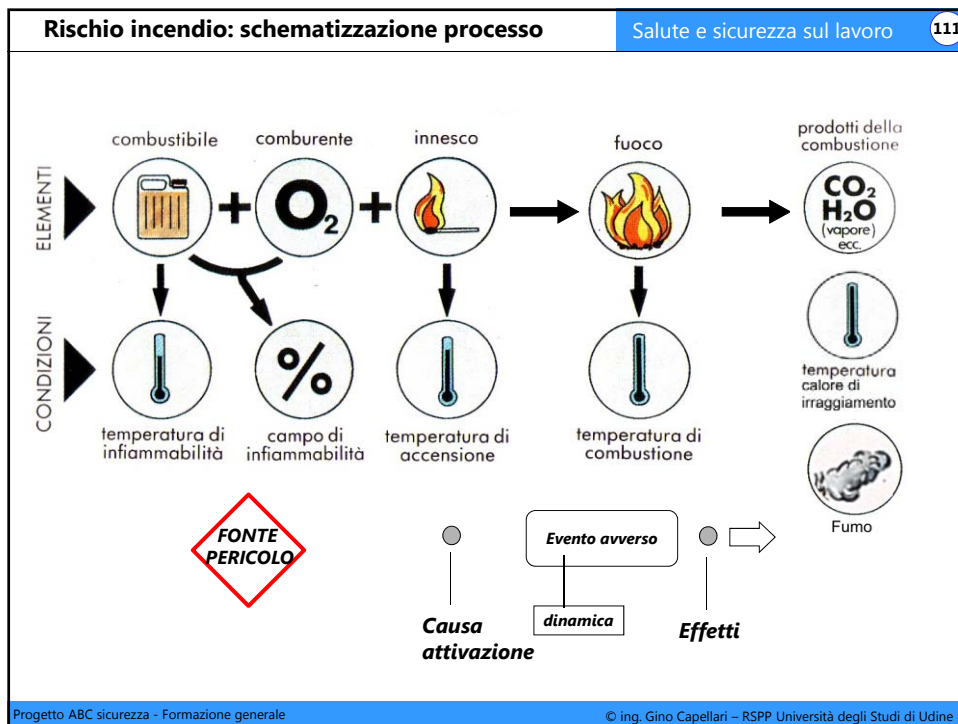 Rischio incendio: schematizzazione processo
Salute e sicurezza sul lavoro
111
combustibile
comburente
innesco
fuoco
prodotti della
combustione
ELEMENTI
+
O2
+
CO2
H2O
(vapore)
ecc.
CONDIZIONI
%
temperatura di
infiammabilità
campo di
infiammabilità
temperatura di
accensione
temperatura di
combustione
temperatura
calore di
irraggiamento
Fumo
FONTE
PERICOLO
Causa
attivazione
Evento avverso
dinamica
Effetti
Progetto ABC sicurezza - Formazione generale
© ing. Gino Capellari – RSPP Università degli Studi di Udine